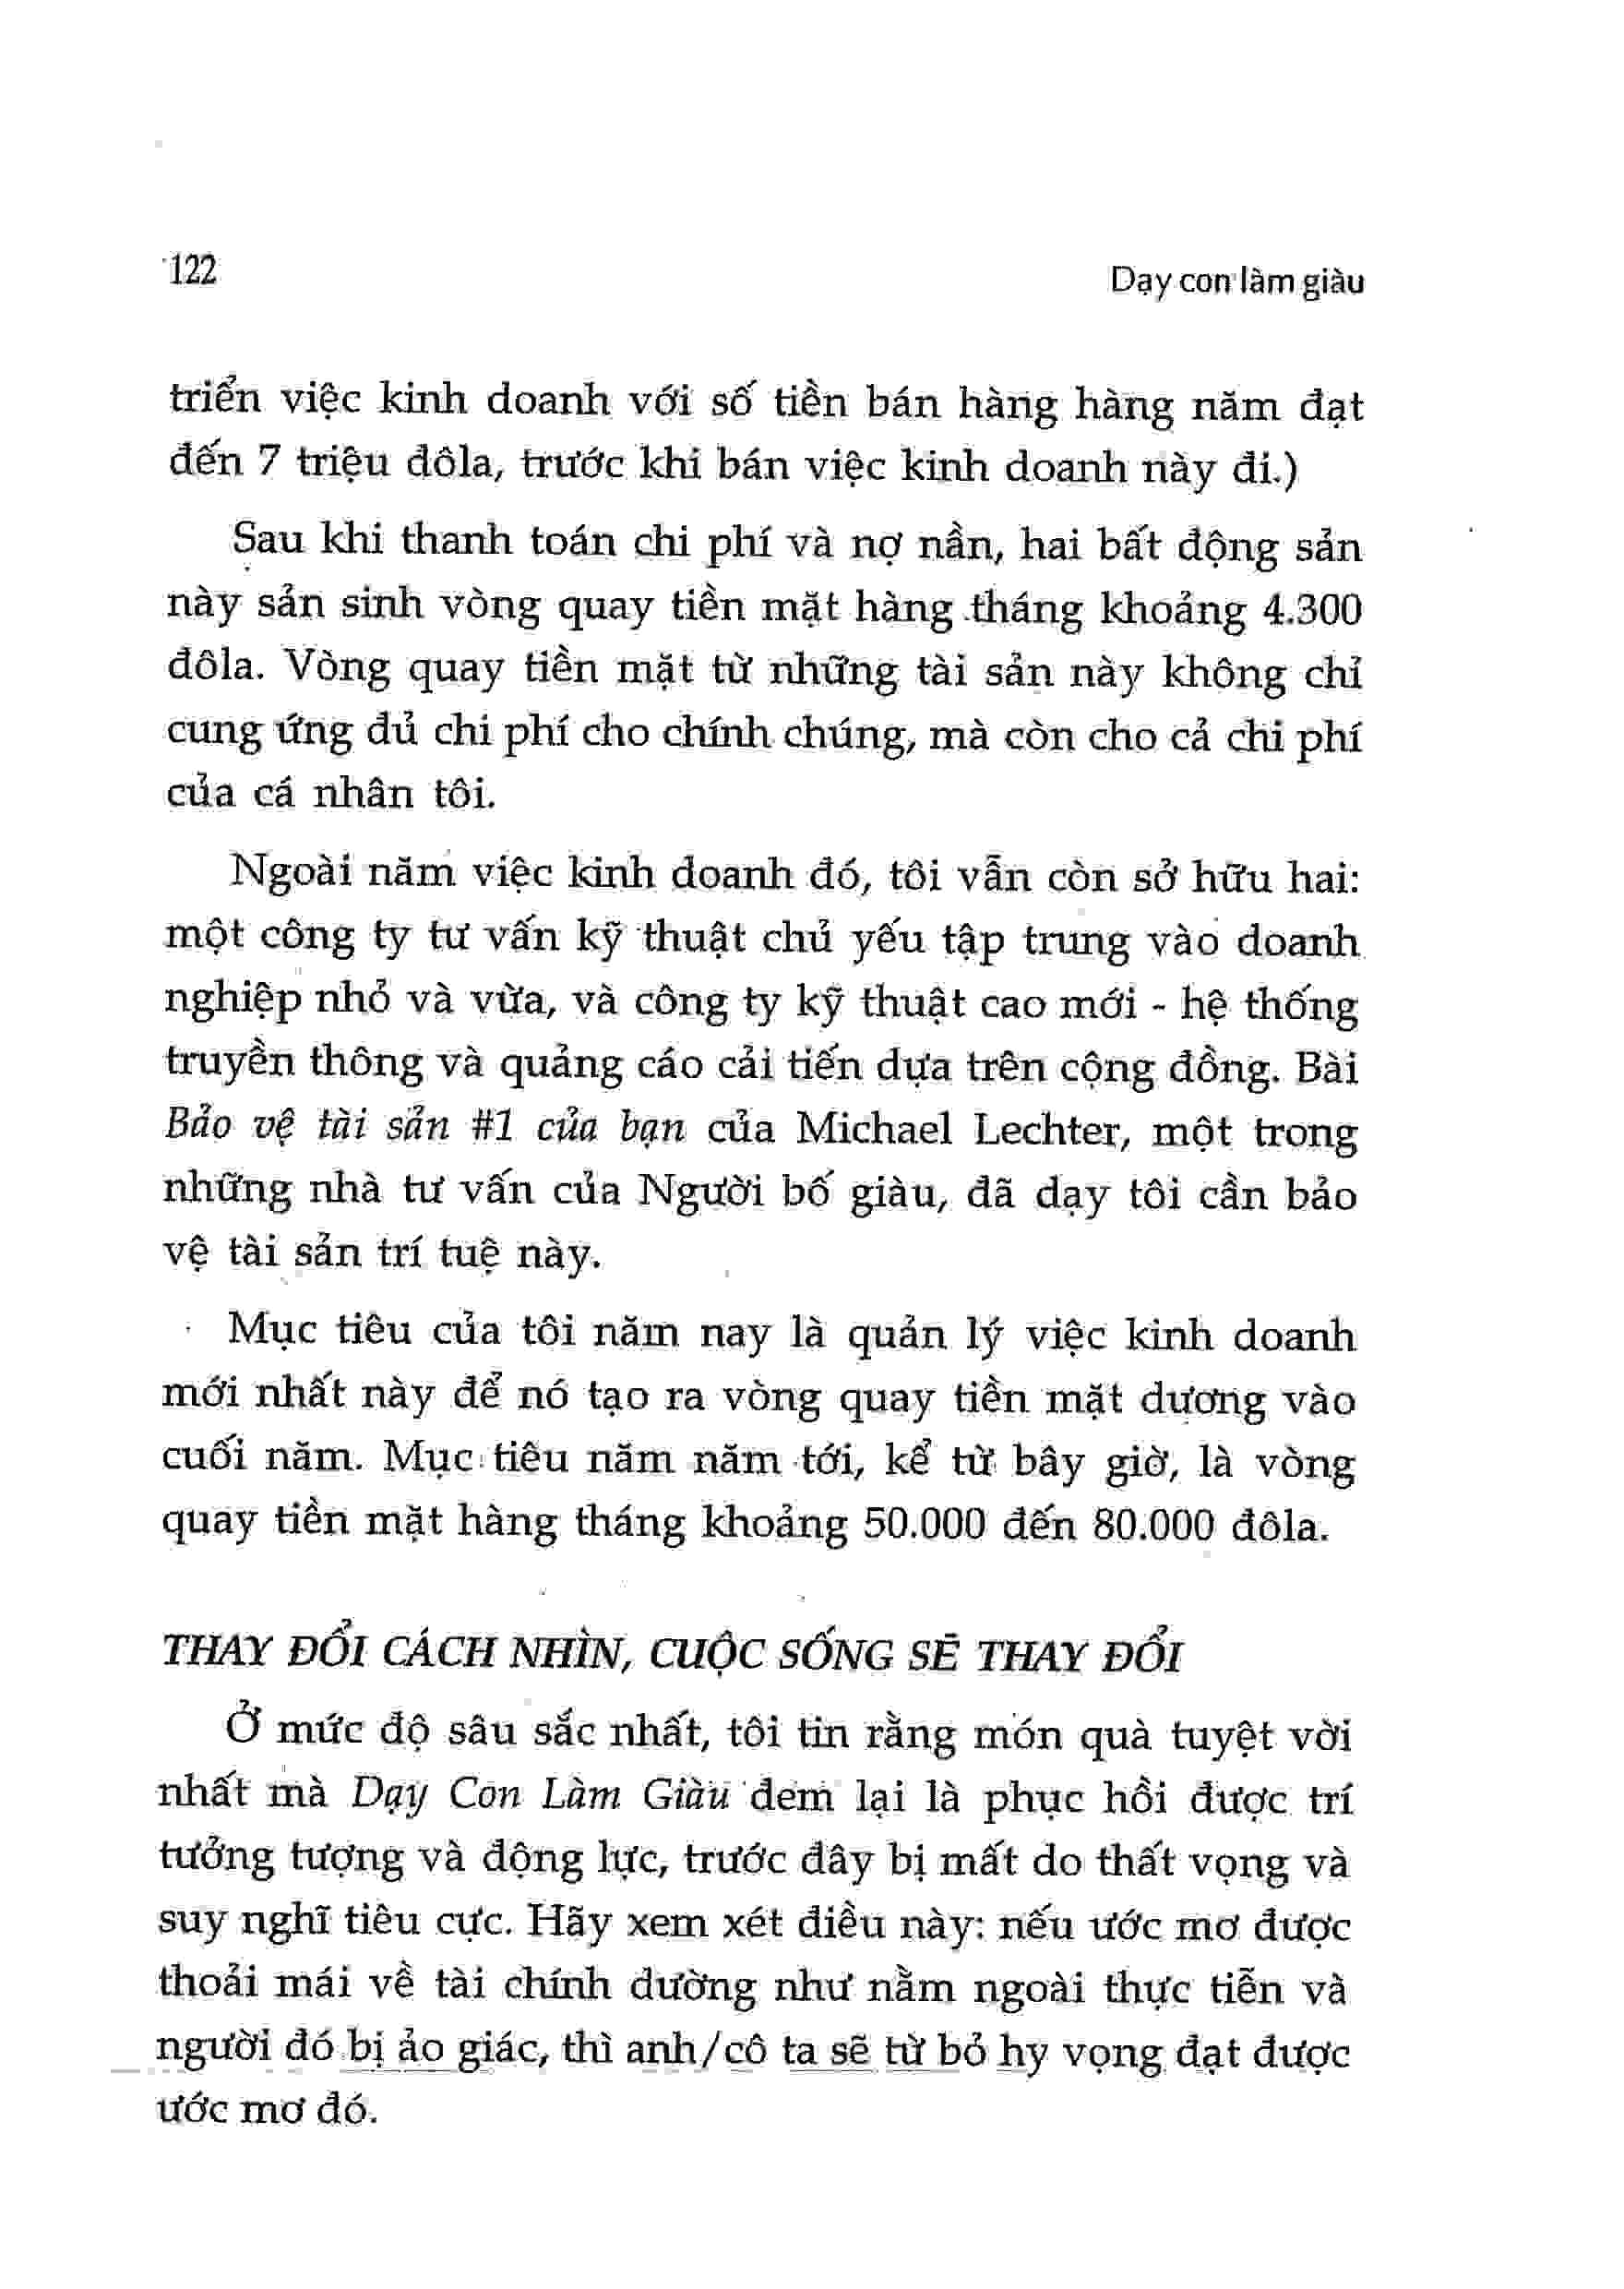 122
Dạy con làm giàu
triển việc kinh doanh với số tiền bán hàng hàng năm đạt
đến 7 triệu đôla, trước khi bán việc kinh doanh này đi.)
Sau khi thanh toán chi phí và nợ nần, hai bất động sản
này sản sinh vòng quay tiền mặt hàng tháng khoảng 4.300
đôla. Vòng quay tiền mặt từ những tài sản này không chỉ
cung ứng đủ chi phí cho chính chúng, mà còn cho cả chi phí
của cá nhân tôi.
Ngoài năm việc kinh doanh đó, tôi vẫn còn sở hữu hai:
một công ty tư vấn kỹ thuật chủ yếu tập trung vào doanh
nghiệp nhỏ và vừa, và công ty kỹ thuật cao mới - hệ thống
truyền thông và quảng cáo cải tiến dựa trên cộng đồng. Bài
Bảo vệ tài sản #1 của bạn của Michael Lechter, một trong
những nhà tư vấn của Người bố giàu, đã dạy tôi cần bảo
vệ tài sản trí tuệ này.
Mục tiêu của tôi năm nay là quản lý việc kinh doanh
mới nhất này để nó tạo ra vòng quay tiền mặt dương vào
cuối năm. Mục tiêu năm năm tới, kể từ bây giờ, là vòng
quay tiền mặt hàng tháng khoảng 50.000 đến 80.000 đôla.
THAY ĐỔI CÁCH NHÌN, CUỘC SỐNG SẼ THAY ĐỔI
Ở mức độ sâu sắc nhất, tôi tin rằng món quà tuyệt vời
nhất mà Dạy Con Làm Giàu đem lại là phục hồi được trí
tưởng tượng và động lực, trước đây bị mất do thất vọng và
suy nghĩ tiêu cực. Hãy xem xét điều này: nếu ước mơ được
thoải mái về tài chính dường như nằm ngoài thực tiễn và
người đó bị ảo giác, thì anh/cô ta sẽ từ bỏ hy vọng đạt được
ước mơ đó.